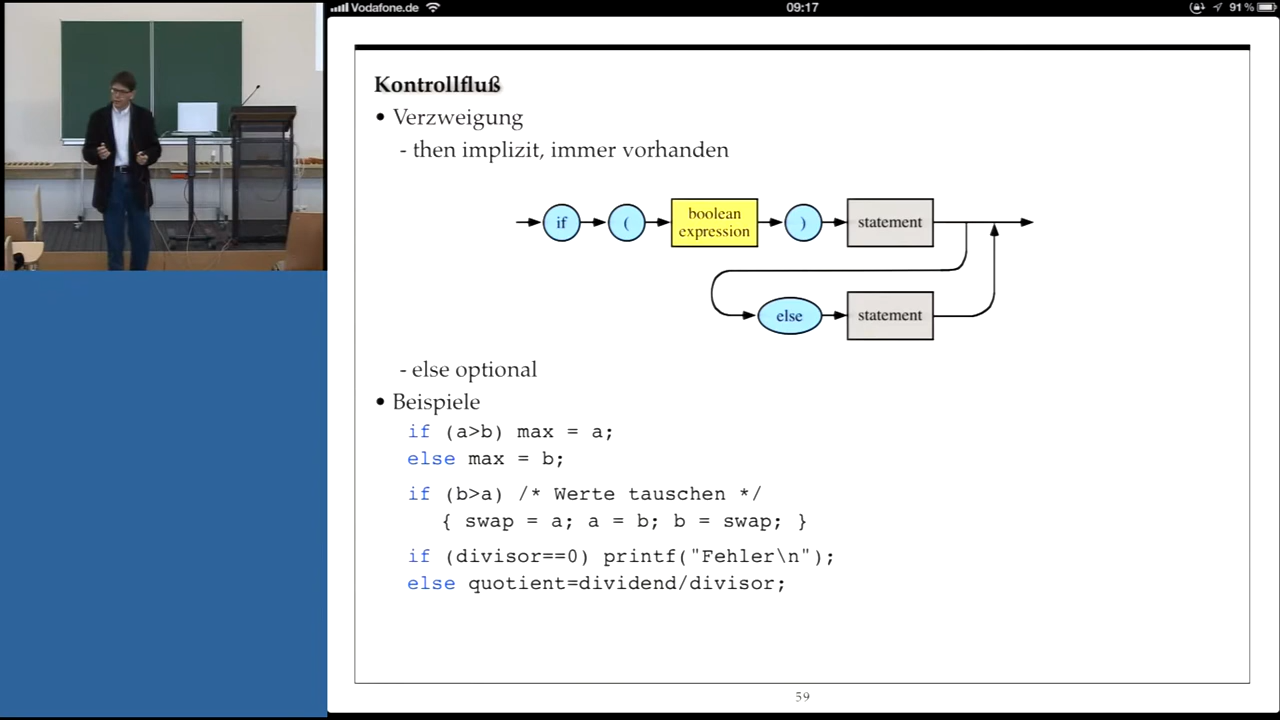 Vodafone.de 09:17 91 %
Kontrollfluß
• Verzweigung
- then implizit, immer vorhanden
if ( boolean expression ) statement
else statement
- else optional
• Beispiele
if (a>b) max = a;
else max = b;
if (b>a) /* Werte tauschen */
{ swap = a; a = b; b = swap; }
if (divisor==0) printf("Fehler\n");
else quotient=dividend/divisor;
59